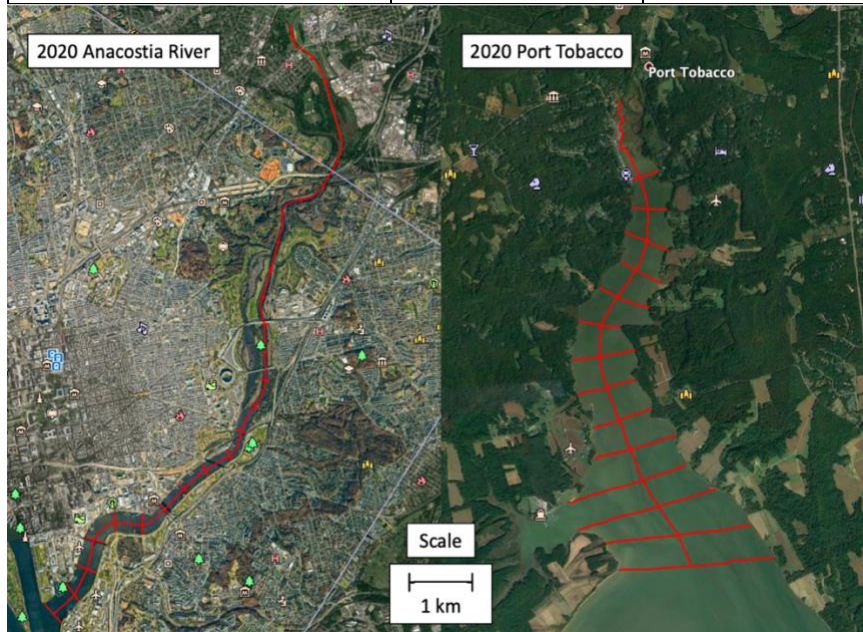 2020 Anacostia River
2020 Port Tobacco
Port Tobacco
Scale
1 km